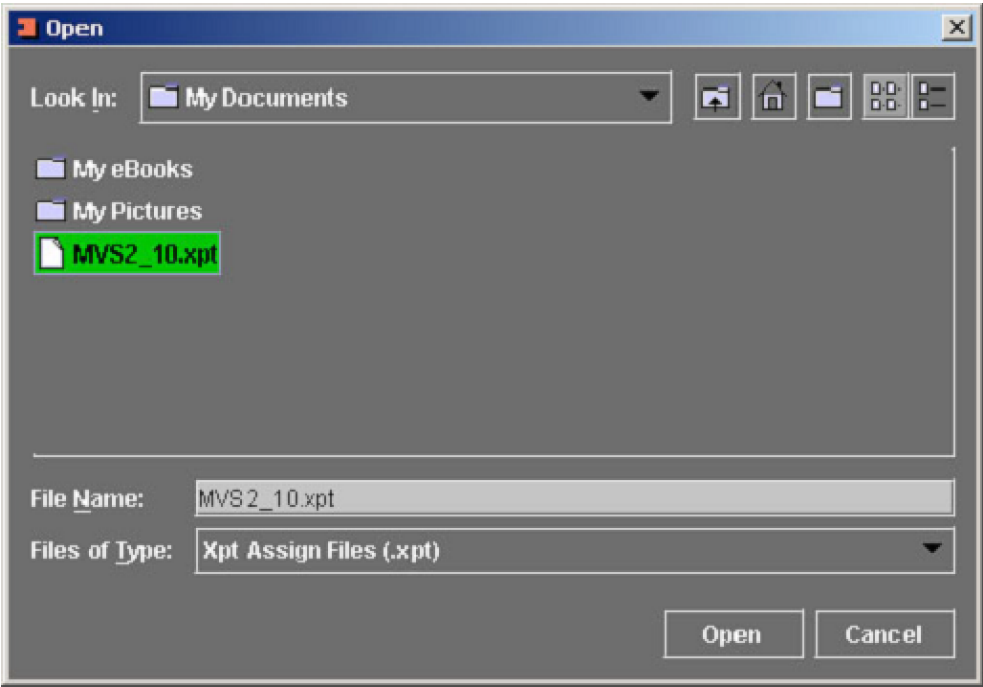 Open
Look In: My Documents
My eBooks
My Pictures
MVS2_10.xpt
File Name: MVS2_10.xpt
Files of Type: Xpt Assign Files (.xpt)
Open Cancel